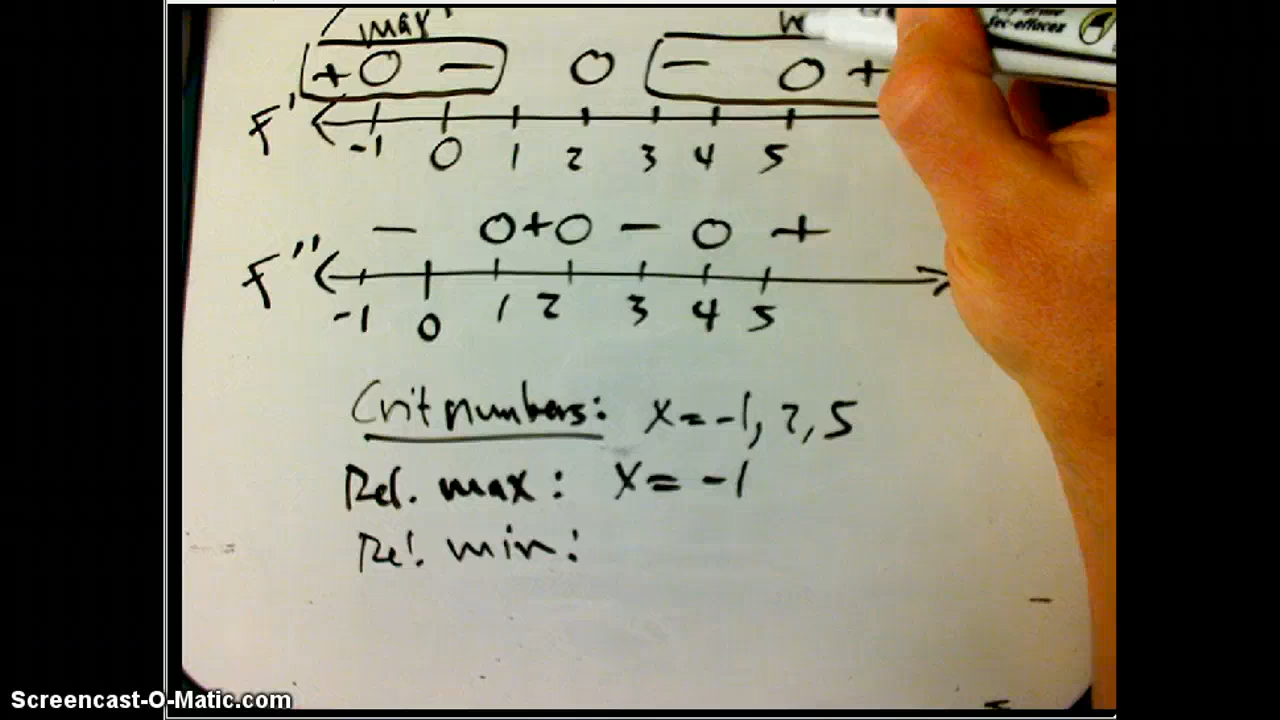 max
+ 0 − 0 − 0 +
F'
-1 0 1 2 3 4 5
− 0 + 0 − 0 +
F''
-1 0 1 2 3 4 5
Crit numbers: x = -1, 2, 5
Rel. max: x = -1
Rel. min:
Screencast-O-Matic.com